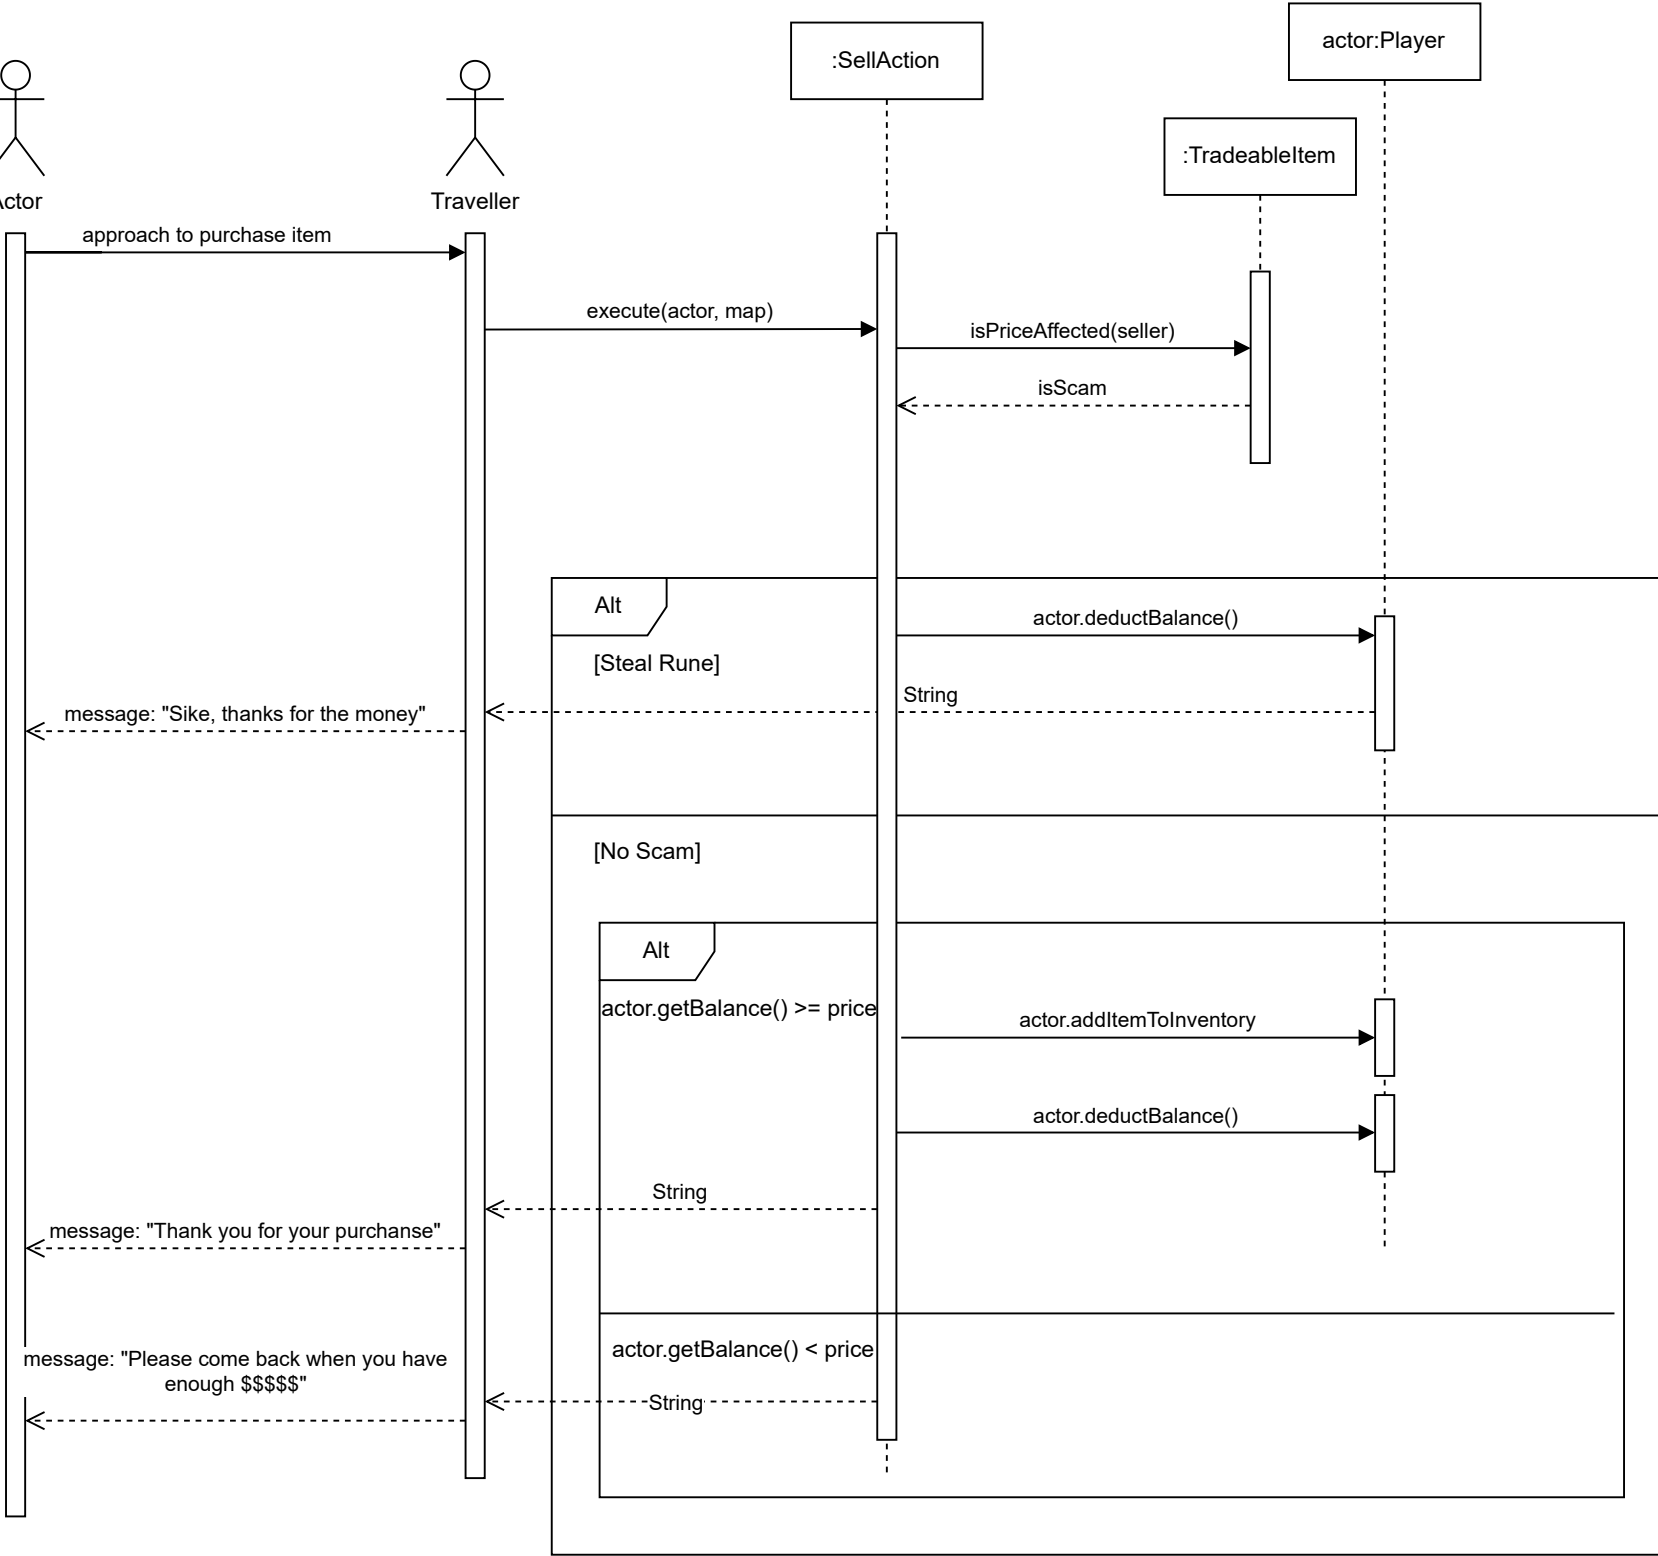 actor:Player
:SellAction
:TradeableItem
Actor
Traveller
approach to purchase item
execute(actor, map)
isPriceAffected(seller)
isScam
Alt
actor.deductBalance()
[Steal Rune]
String
message: "Sike, thanks for the money"
[No Scam]
Alt
actor.getBalance() >= price
actor.addItemToInventory
actor.deductBalance()
String
message: "Thank you for your purchanse"
actor.getBalance() < price
message: "Please come back when you have
enough $$$$$"
String